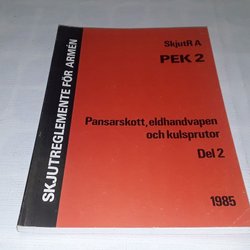 SKJUTREGLEMENTE FÖR ARMÉN
SkjutR A
PEK 2
Pansarskott, eldhandvapen
och kulsprutor
Del 2
1985